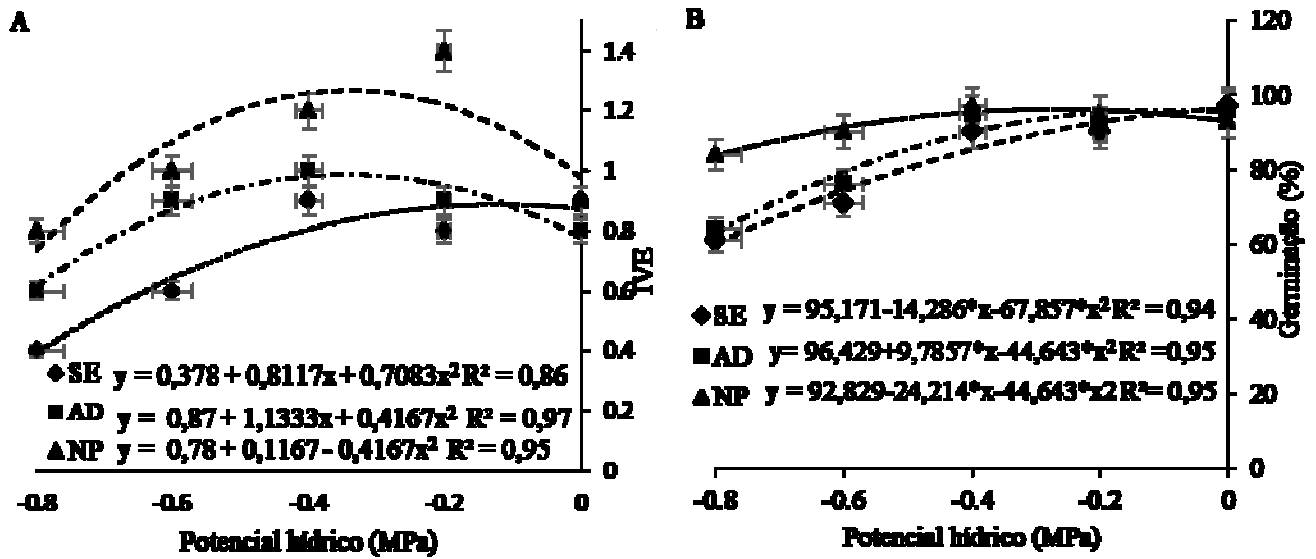 A
1.4
1.2
1
0.8
0.6
0.4
0.2
0
IVE
SE y = 0,378 + 0,8117x + 0,7083x² R² = 0,86
AD y = 0,87 + 1,1333x + 0,4167x² R² = 0,97
NP y = 0,78 + 0,1167 - 0,4167x² R² = 0,95
-0.8 -0.6 -0.4 -0.2 0
Potencial hídrico (MPa)
B
120
100
80
60
40
20
0
Germinação (%)
SE y = 95,171-14,286*x-67,857*x² R² = 0,94
AD y= 96,429+9,7857*x-44,643*x² R² =0,95
NP y = 92,829-24,214*x-44,643*x2 R²= 0,95
-0.8 -0.6 -0.4 -0.2 0
Potencial hídrico (MPa)